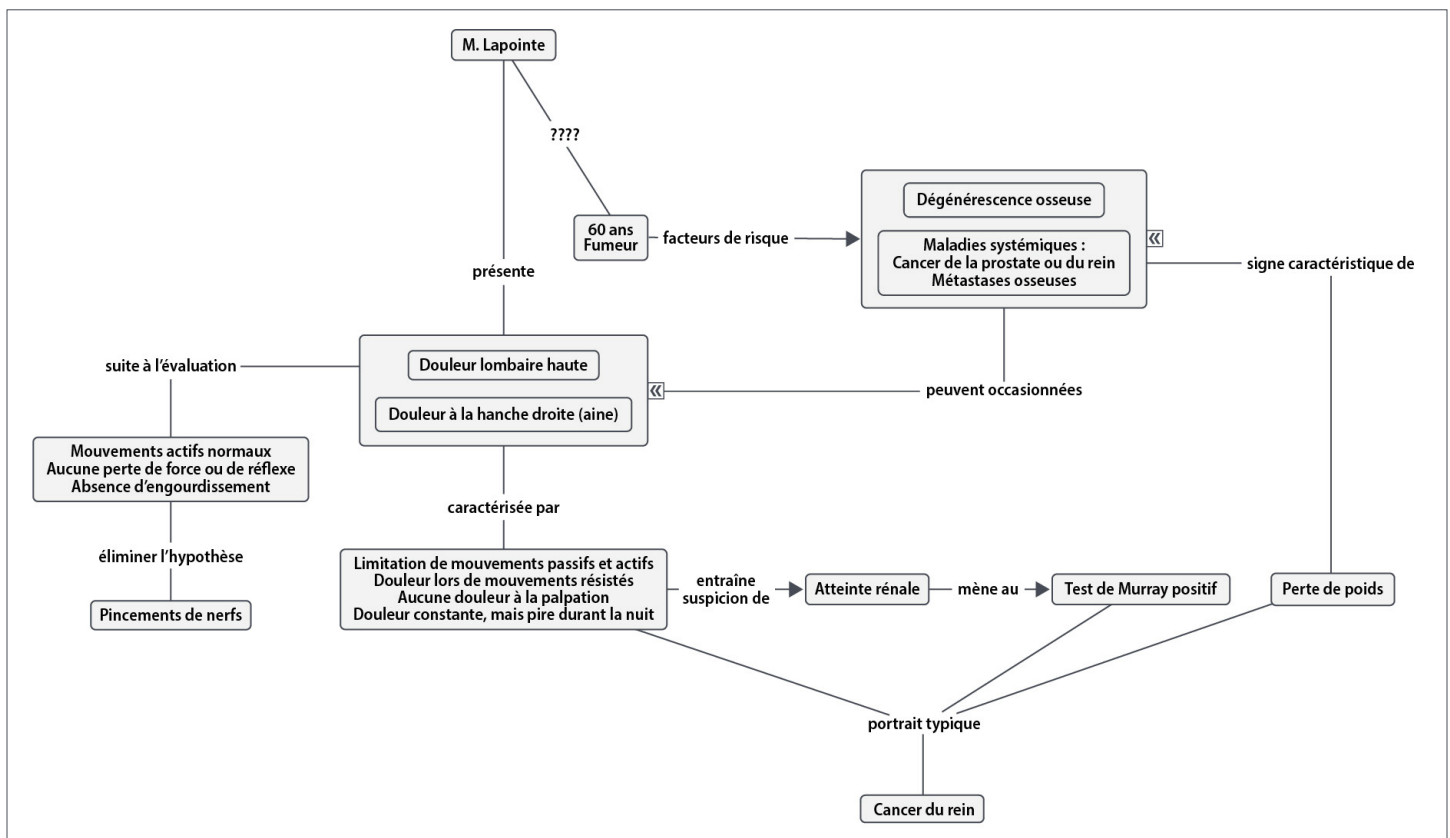 M. Lapointe
????
60 ans
Fumeur
facteurs de risque
Dégénérescence osseuse
Maladies systémiques :
Cancer de la prostate ou du rein
Métastases osseuses
signe caractéristique de
présente
suite à l’évaluation
Douleur lombaire haute
Douleur à la hanche droite (aine)
peuvent occasionnées
Mouvements actifs normaux
Aucune perte de force ou de réflexe
Absence d’engourdissement
caractérisée par
éliminer l’hypothèse
Pincements de nerfs
Limitation de mouvements passifs et actifs
Douleur lors de mouvements résistés
Aucune douleur à la palpation
Douleur constante, mais pire durant la nuit
entraîne
suspicion de
Atteinte rénale
mène au
Test de Murray positif
Perte de poids
portrait typique
Cancer du rein